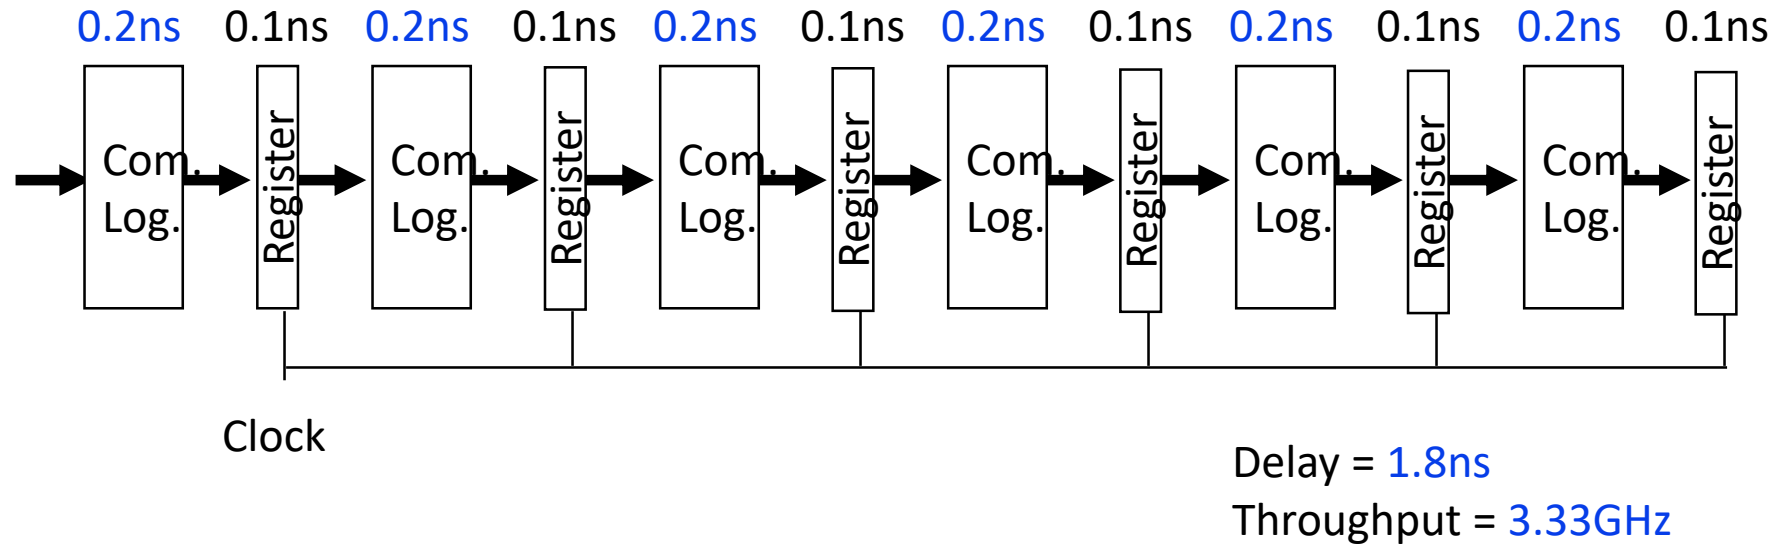 0.2ns 0.1ns 0.2ns 0.1ns 0.2ns 0.1ns 0.2ns 0.1ns 0.2ns 0.1ns 0.2ns 0.1ns
Com.
Log.
Register
Com.
Log.
Register
Com.
Log.
Register
Com.
Log.
Register
Com.
Log.
Register
Com.
Log.
Register
Clock
Delay = 1.8ns
Throughput = 3.33GHz